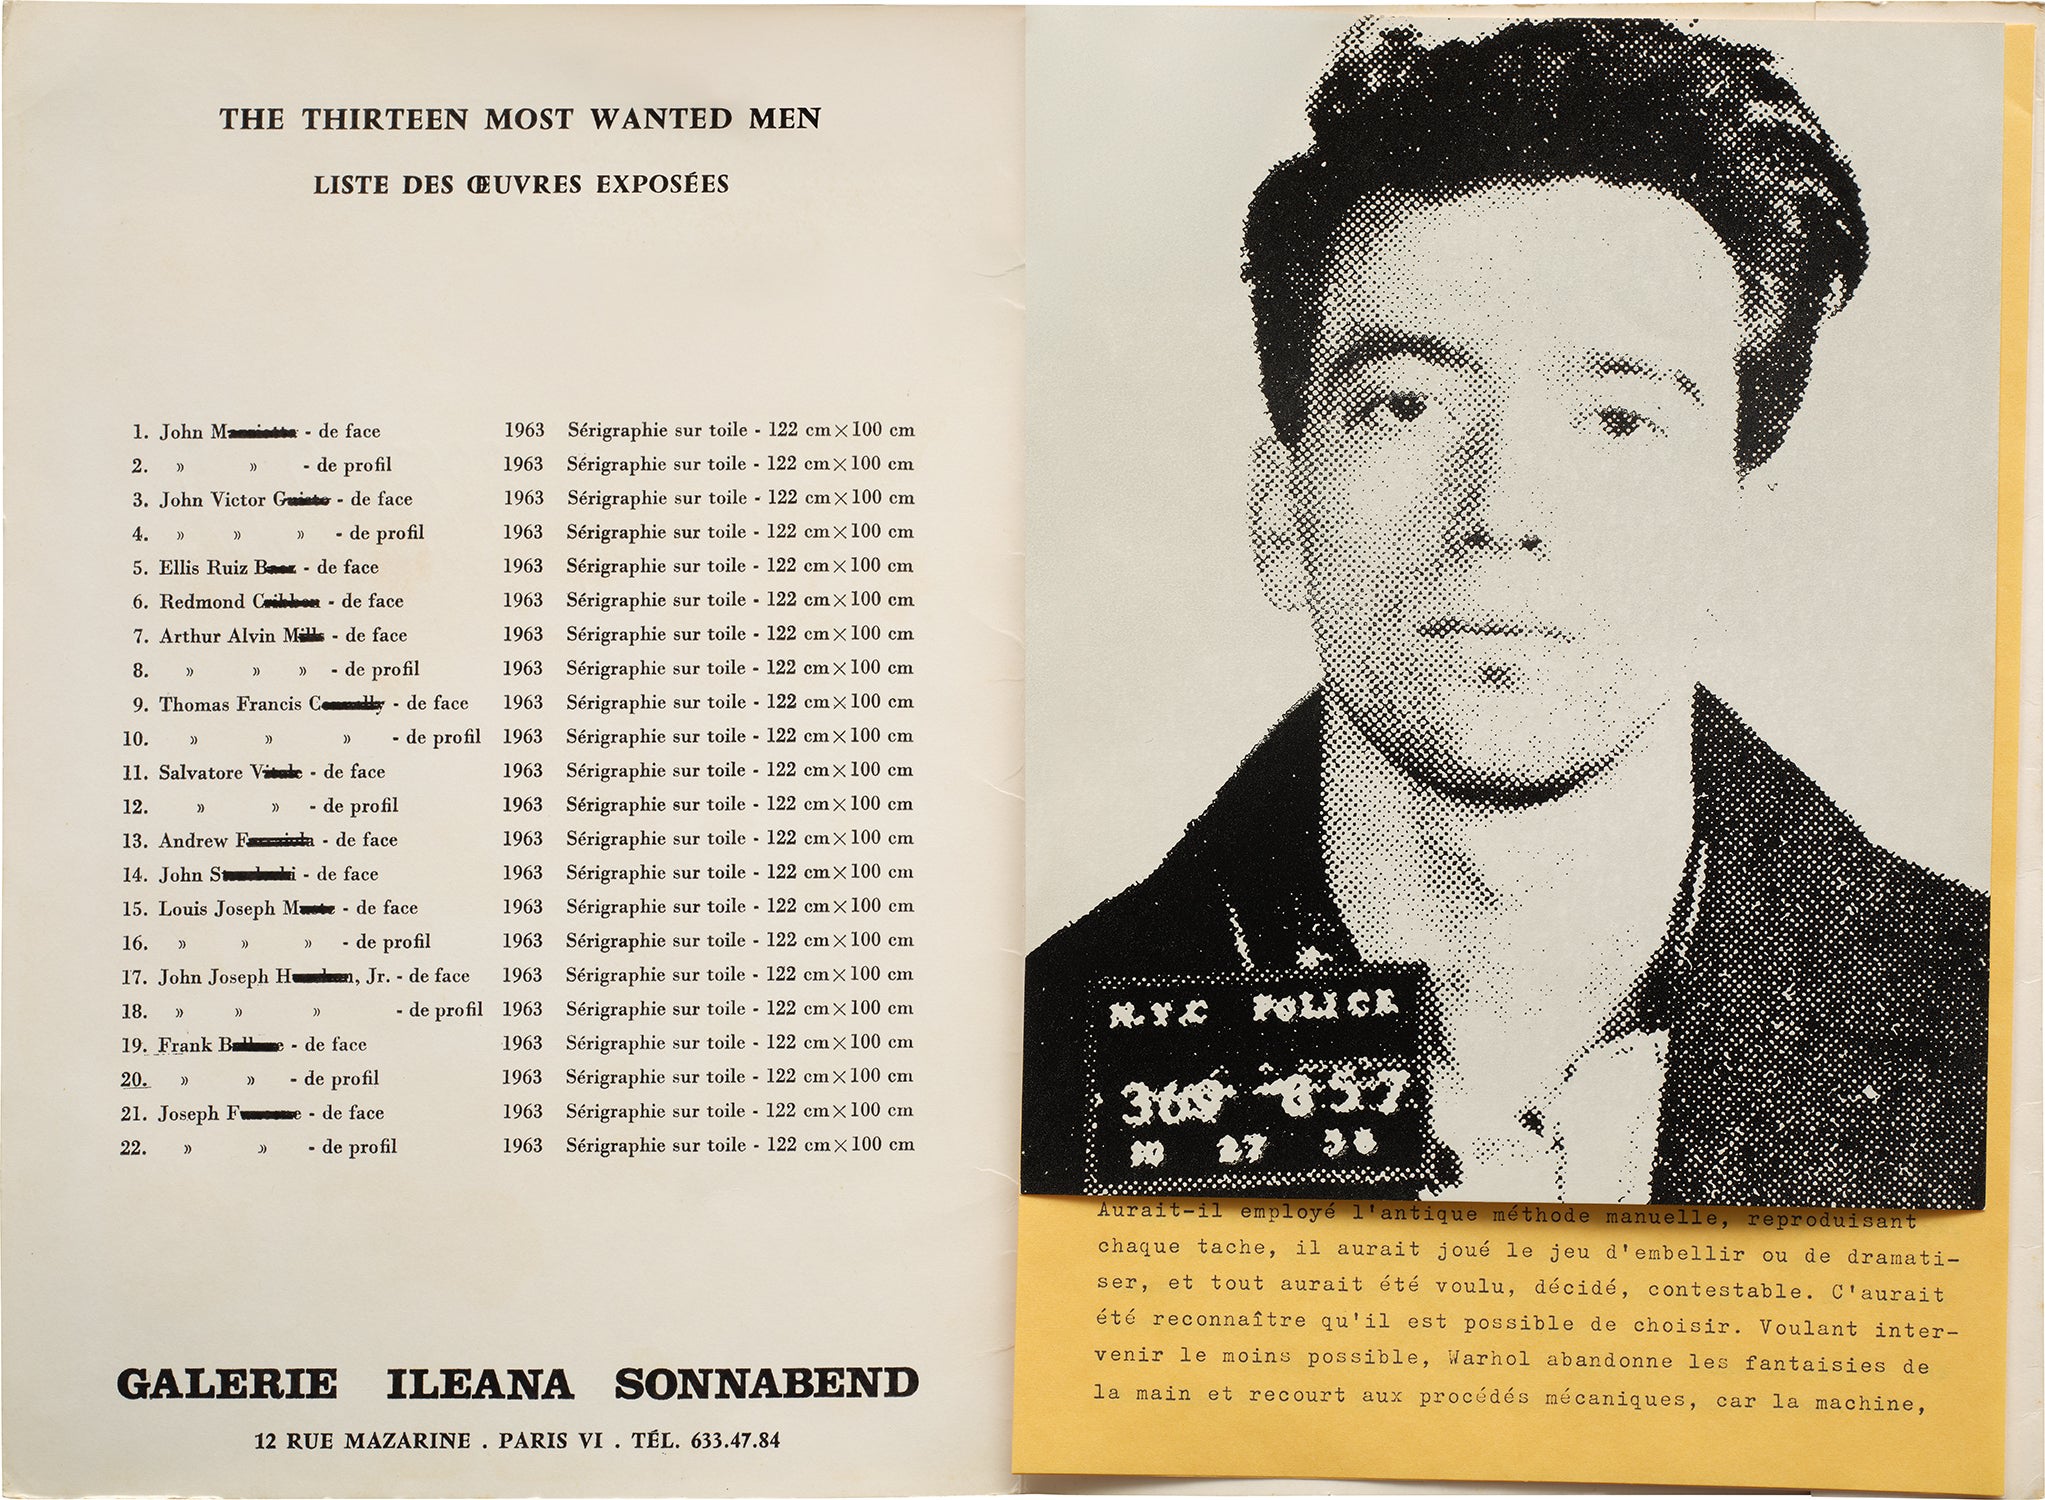 THE THIRTEEN MOST WANTED MEN
LISTE DES ŒUVRES EXPOSÉES
1. John - de face 1963 Sérigraphie sur toile - 122 cm×100 cm
2. » » - de profil 1963 Sérigraphie sur toile - 122 cm×100 cm
3. John Victor - de face 1963 Sérigraphie sur toile - 122 cm×100 cm
4. » » » - de profil 1963 Sérigraphie sur toile - 122 cm×100 cm
5. Ellis Ruiz - de face 1963 Sérigraphie sur toile - 122 cm×100 cm
6. Redmond - de face 1963 Sérigraphie sur toile - 122 cm×100 cm
7. Arthur Alvin - de face 1963 Sérigraphie sur toile - 122 cm×100 cm
8. » » » - de profil 1963 Sérigraphie sur toile - 122 cm×100 cm
9. Thomas Francis - de face 1963 Sérigraphie sur toile - 122 cm×100 cm
10. » » » - de profil 1963 Sérigraphie sur toile - 122 cm×100 cm
11. Salvatore - de face 1963 Sérigraphie sur toile - 122 cm×100 cm
12. » » - de profil 1963 Sérigraphie sur toile - 122 cm×100 cm
13. Andrew - de face 1963 Sérigraphie sur toile - 122 cm×100 cm
14. John - de face 1963 Sérigraphie sur toile - 122 cm×100 cm
15. Louis Joseph - de face 1963 Sérigraphie sur toile - 122 cm×100 cm
16. » » » - de profil 1963 Sérigraphie sur toile - 122 cm×100 cm
17. John Joseph Jr. - de face 1963 Sérigraphie sur toile - 122 cm×100 cm
18. » » » - de profil 1963 Sérigraphie sur toile - 122 cm×100 cm
19. Frank - de face 1963 Sérigraphie sur toile - 122 cm×100 cm
20. » » - de profil 1963 Sérigraphie sur toile - 122 cm×100 cm
21. Joseph - de face 1963 Sérigraphie sur toile - 122 cm×100 cm
22. » » - de profil 1963 Sérigraphie sur toile - 122 cm×100 cm
GALERIE ILEANA SONNABEND
12 RUE MAZARINE . PARIS VI . TÉL. 633.47.84
N.Y.C POLICE
Aurait-il employé l'antique méthode manuelle, reproduisant
chaque tache, il aurait joué le jeu d'embellir ou de dramati-
ser, et tout aurait été voulu, décidé, contestable. C'aurait
été reconnaître qu'il est possible de choisir. Voulant inter-
venir le moins possible, Warhol abandonne les fantaisies de
la main et recourt aux procédés mécaniques, car la machine,